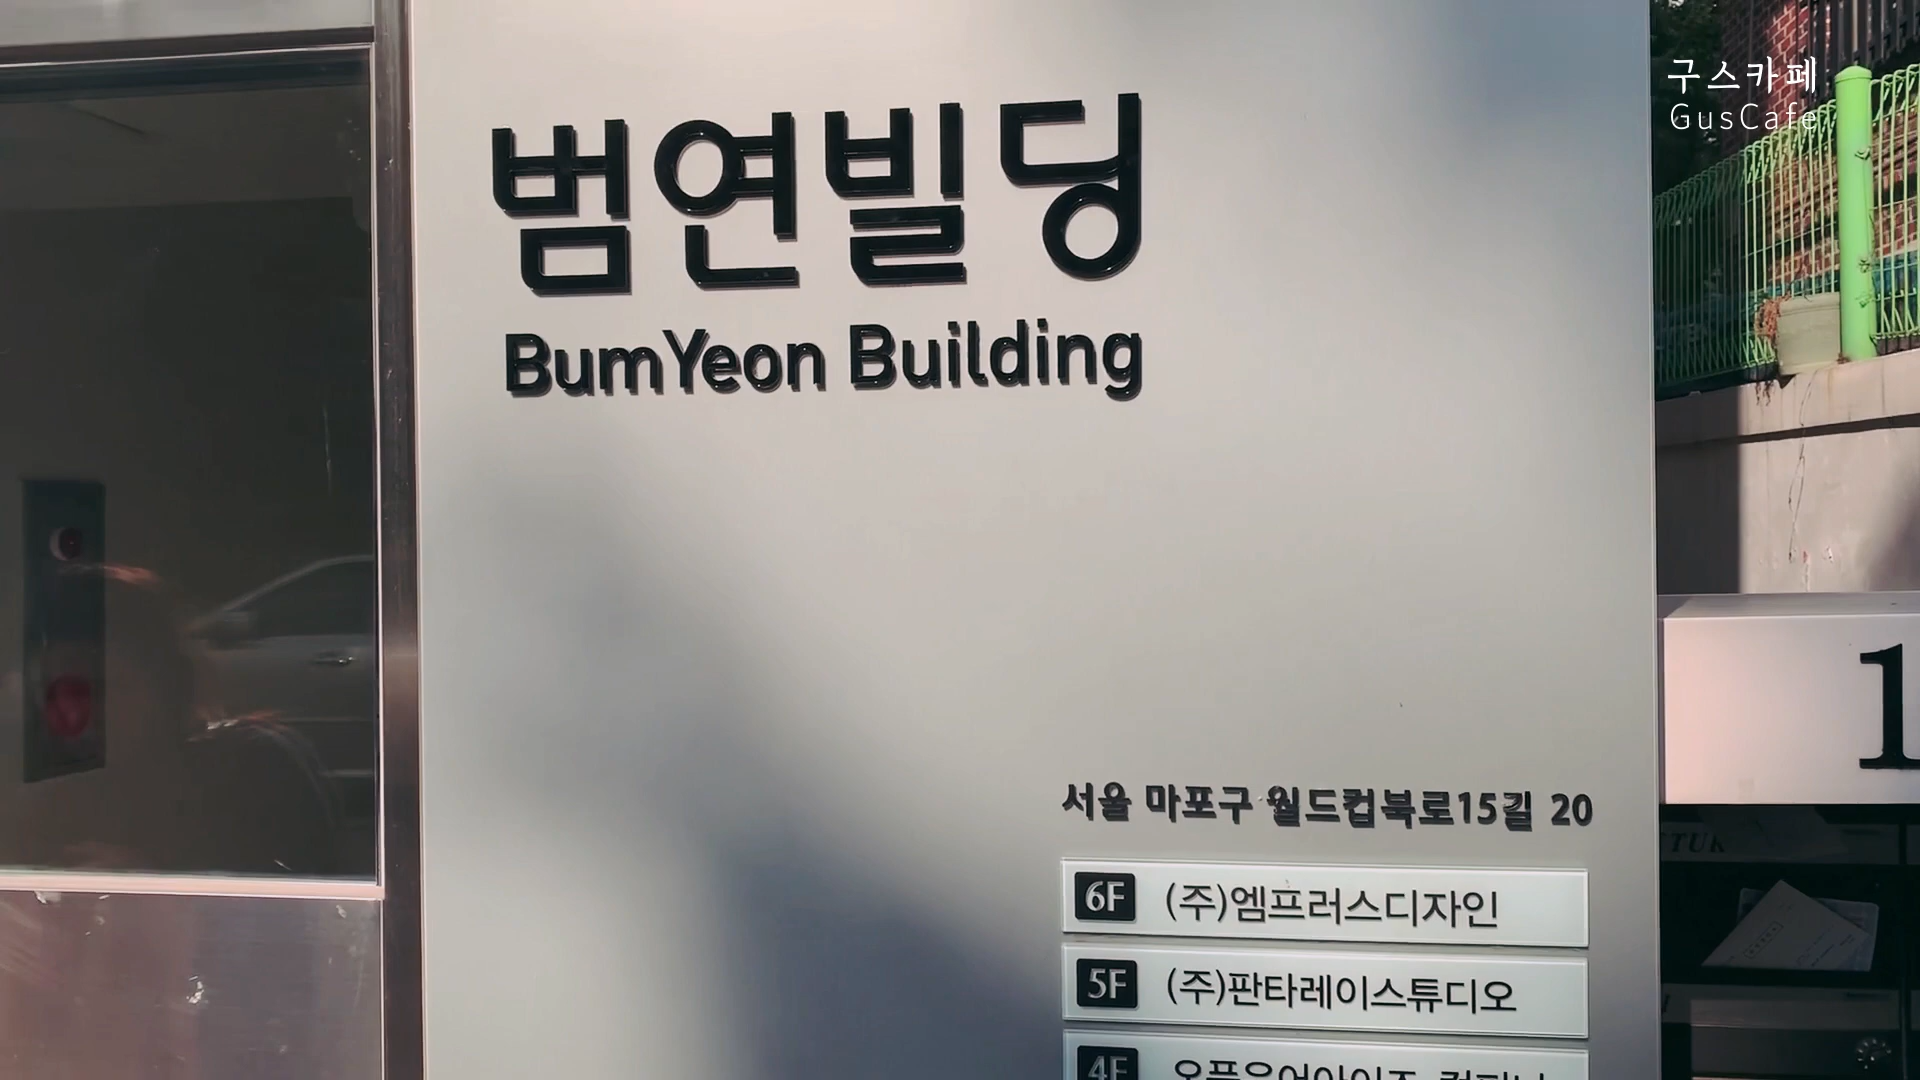 구스카페
GusCafe
범연빌딩
BumYeon Building
서울 마포구 월드컵북로15길 20
6F (주)엠프러스디자인
5F (주)판타레이스튜디오
4F
1